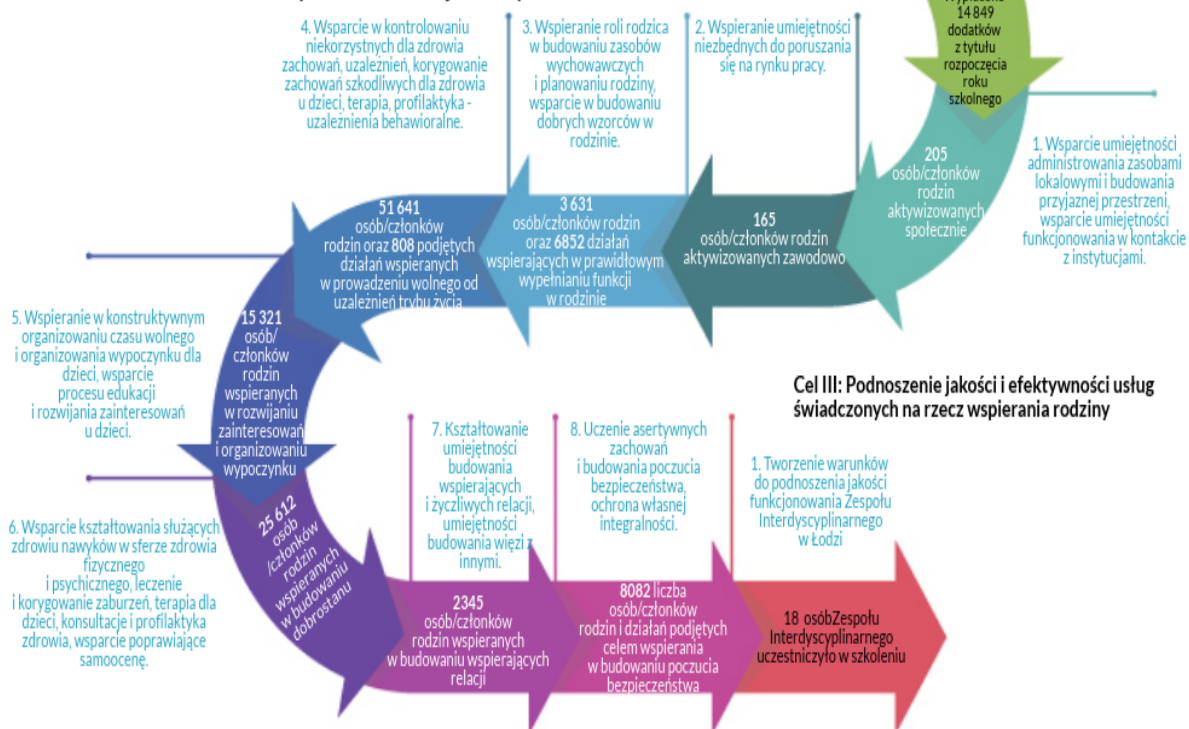 14 849
dodatków
z tytułu
rozpoczęcia
roku
szkolnego
1. Wsparcie umiejętności
administrowania zasobami
lokalowymi i budowania
przyjaznej przestrzeni,
wsparcie umiejętności
funkcjonowania w kontakcie
z instytucjami.
205
osób/członków
rodzin
aktywizowanych
społecznie
2. Wspieranie umiejętności
niezbędnych do poruszania
się na rynku pracy.
165
osób/członków rodzin
aktywizowanych zawodowo
3. Wspieranie roli rodzica
w budowaniu zasobów
wychowawczych
i planowaniu rodziny,
wsparcie w budowaniu
dobrych wzorców w
rodzinie.
3 631
osób/członków rodzin
oraz 6852 działań
wspierających w prawidłowym
wypełnianiu funkcji
w rodzinie
4. Wsparcie w kontrolowaniu
niekorzystnych dla zdrowia
zachowań, uzależnień, korygowanie
zachowań szkodliwych dla zdrowia
u dzieci, terapia, profilaktyka -
uzależnienia behawioralne.
51 641
osób/członków
rodzin oraz 808 podjętych
działań wspieranych
w prowadzeniu wolnego od
uzależnień trybu życia
5. Wspieranie w konstruktywnym
organizowaniu czasu wolnego
i organizowania wypoczynku dla
dzieci, wsparcie
procesu edukacji
i rozwijania zainteresowań
u dzieci.
15 321
osób/
członków
rodzin
wspieranych
w rozwijaniu
zainteresowań
i organizowaniu
wypoczynku
6. Wsparcie kształtowania służących
zdrowiu nawyków w sferze zdrowia
fizycznego
i psychicznego, leczenie
i korygowanie zaburzeń, terapia dla
dzieci, konsultacje i profilaktyka
zdrowia, wsparcie poprawiające
samoocenę.
25 612
osób
/członków
rodzin
wspieranych
w budowaniu
dobrostanu
7. Kształtowanie
umiejętności
budowania
wspierających
i życzliwych relacji,
umiejętności
budowania więzi z
innymi.
2345
osób/członków
rodzin wspieranych
w budowaniu wspierających
relacji
8. Uczenie asertywnych
zachowań
i budowania poczucia
bezpieczeństwa,
ochrona własnej
integralności.
8082 liczba
osób/członków
rodzin i działań podjętych
celem wspierania
w budowaniu poczucia
bezpieczeństwa
Cel III: Podnoszenie jakości i efektywności usług
świadczonych na rzecz wspierania rodziny
1. Tworzenie warunków
do podnoszenia jakości
funkcjonowania Zespołu
Interdyscyplinarnego
w Łodzi
18 osóbZespołu
Interdyscyplinarnego
uczestniczyło w szkoleniu